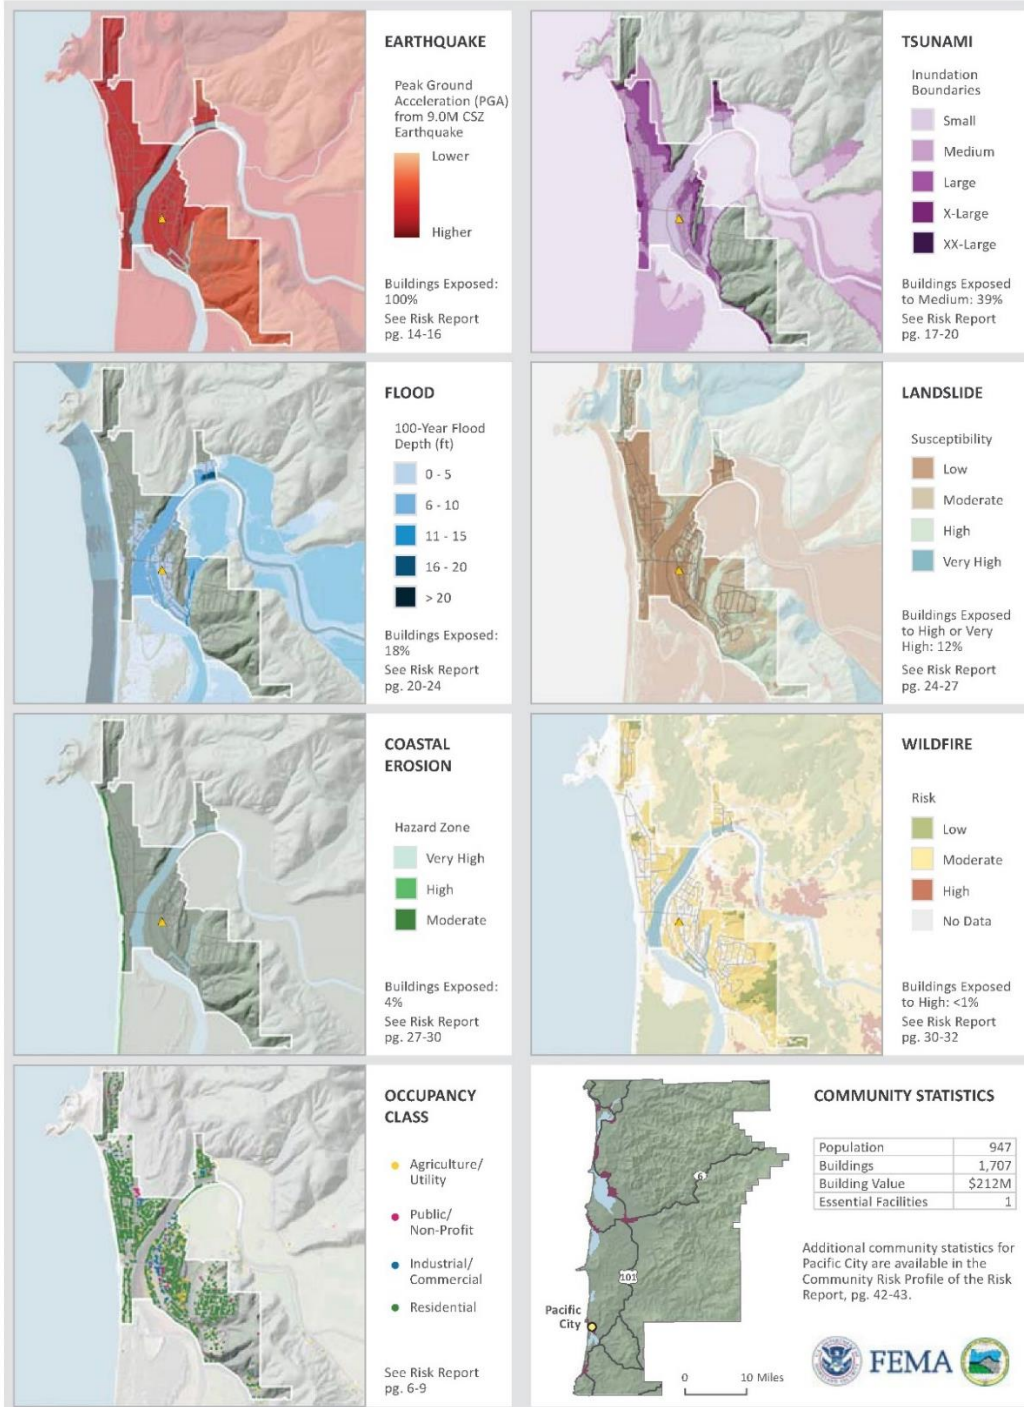 EARTHQUAKE
Peak Ground
Acceleration (PGA)
from 9.0M CSZ
Earthquake
Lower
Higher
Buildings Exposed:
100%
See Risk Report
pg. 14-16
TSUNAMI
Inundation
Boundaries
Small
Medium
Large
X-Large
XX-Large
Buildings Exposed
to Medium: 39%
See Risk Report
pg. 17-20
FLOOD
100-Year Flood
Depth (ft)
0 - 5
6 - 10
11 - 15
16 - 20
> 20
Buildings Exposed:
18%
See Risk Report
pg. 20-24
LANDSLIDE
Susceptibility
Low
Moderate
High
Very High
Buildings Exposed
to High or Very
High: 12%
See Risk Report
pg. 24-27
COASTAL
EROSION
Hazard Zone
Very High
High
Moderate
Buildings Exposed:
4%
See Risk Report
pg. 27-30
WILDFIRE
Risk
Low
Moderate
High
No Data
Buildings Exposed
to High: <1%
See Risk Report
pg. 30-32
OCCUPANCY
CLASS
Agriculture/
Utility
Public/
Non-Profit
Industrial/
Commercial
Residential
See Risk Report
pg. 6-9
6
101
Pacific
City
0 10 Miles
COMMUNITY STATISTICS
Population 947
Buildings 1,707
Building Value $212M
Essential Facilities 1
Additional community statistics for
Pacific City are available in the
Community Risk Profile of the Risk
Report, pg. 42-43.
FEMA